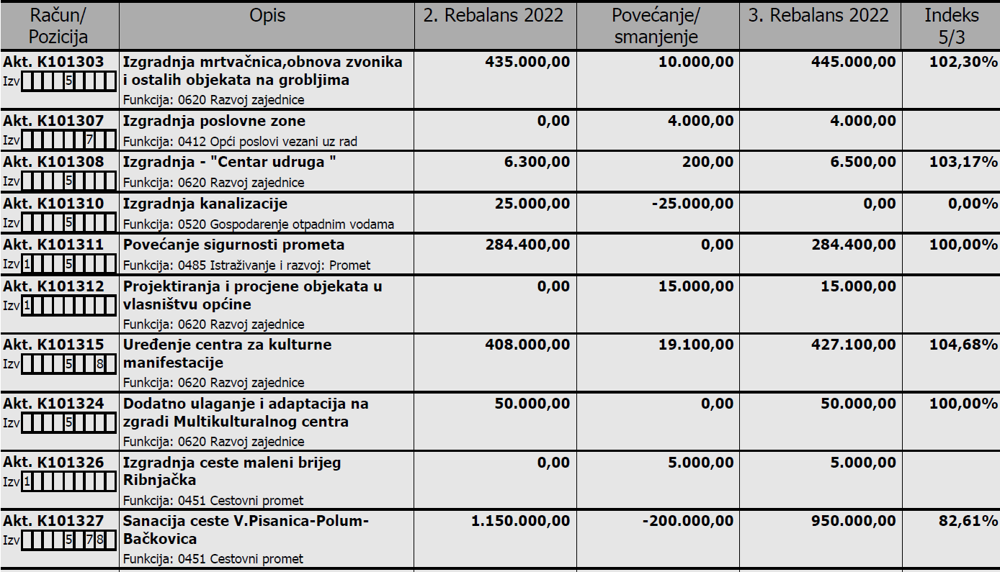 Račun/ Opis 2. Rebalans 2022 Povećanje/ 3. Rebalans 2022 Indeks
Pozicija smanjenje 5/3
Akt. K101303 Izgradnja mrtvačnica,obnova zvonika 435.000,00 10.000,00 445.000,00 102,30%
Izv 5 i ostalih objekata na grobljima
Funkcija: 0620 Razvoj zajednice
Akt. K101307 Izgradnja poslovne zone 0,00 4.000,00 4.000,00
Izv 7 Funkcija: 0412 Opći poslovi vezani uz rad
Akt. K101308 Izgradnja - "Centar udruga " 6.300,00 200,00 6.500,00 103,17%
Izv 5 Funkcija: 0620 Razvoj zajednice
Akt. K101310 Izgradnja kanalizacije 25.000,00 -25.000,00 0,00 0,00%
Izv 5 Funkcija: 0520 Gospodarenje otpadnim vodama
Akt. K101311 Povećanje sigurnosti prometa 284.400,00 0,00 284.400,00 100,00%
Izv 1 5 Funkcija: 0485 Istraživanje i razvoj: Promet
Akt. K101312 Projektiranja i procjene objekata u 0,00 15.000,00 15.000,00
Izv 1 vlasništvu općine
Funkcija: 0620 Razvoj zajednice
Akt. K101315 Uređenje centra za kulturne 408.000,00 19.100,00 427.100,00 104,68%
Izv 5 8 manifestacije
Funkcija: 0620 Razvoj zajednice
Akt. K101324 Dodatno ulaganje i adaptacija na 50.000,00 0,00 50.000,00 100,00%
Izv 5 zgradi Multikulturalnog centra
Funkcija: 0620 Razvoj zajednice
Akt. K101326 Izgradnja ceste maleni brijeg 0,00 5.000,00 5.000,00
Izv 1 Ribnjačka
Funkcija: 0451 Cestovni promet
Akt. K101327 Sanacija ceste V.Pisanica-Polum- 1.150.000,00 -200.000,00 950.000,00 82,61%
Izv 5 7 8 Bačkovica
Funkcija: 0451 Cestovni promet